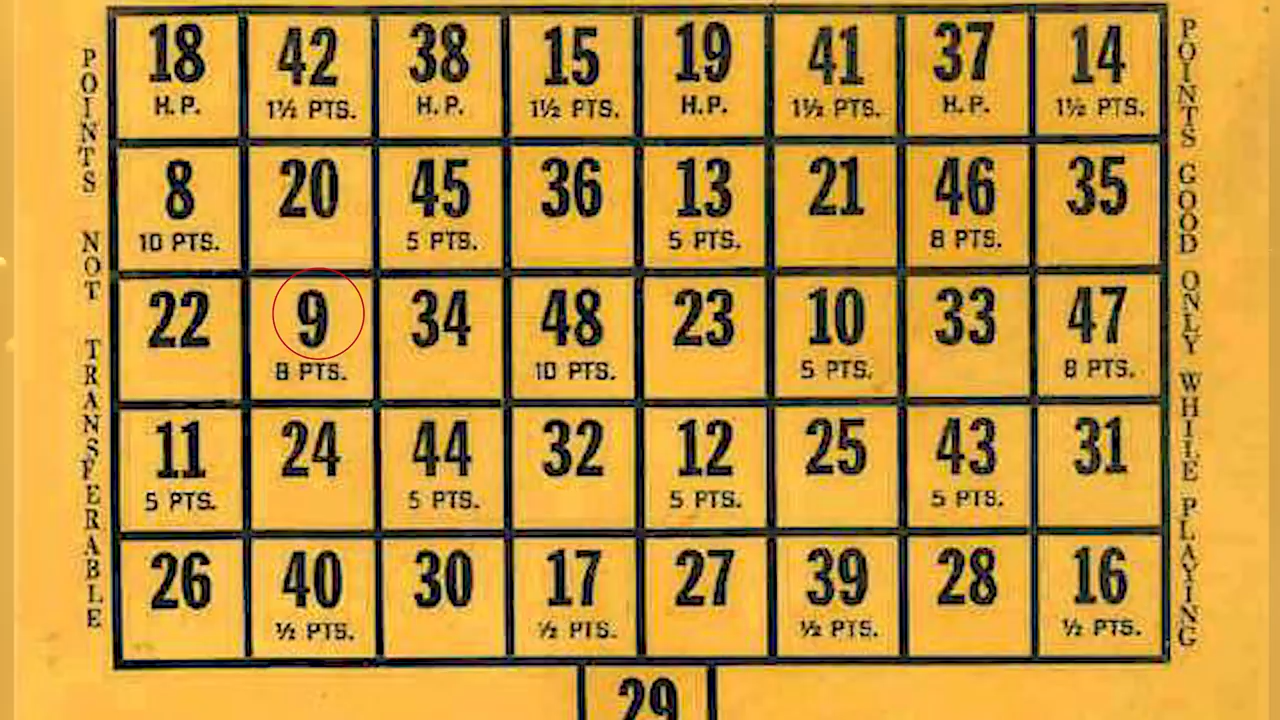 18 42 38 15 19 41 37 14
H.P. 1½ PTS. H.P. 1½ PTS. H.P. 1½ PTS. H.P. 1½ PTS.
8 20 45 36 13 21 46 35
10 PTS. 5 PTS. 5 PTS. 8 PTS.
22 9 34 48 23 10 33 47
8 PTS. 10 PTS. 5 PTS. 8 PTS.
11 24 44 32 12 25 43 31
5 PTS. 5 PTS. 5 PTS. 5 PTS.
26 40 30 17 27 39 28 16
½ PTS. ½ PTS. ½ PTS. ½ PTS.
29
POINTS NOT TRANSFERABLE
POINTS GOOD ONLY WHILE PLAYING